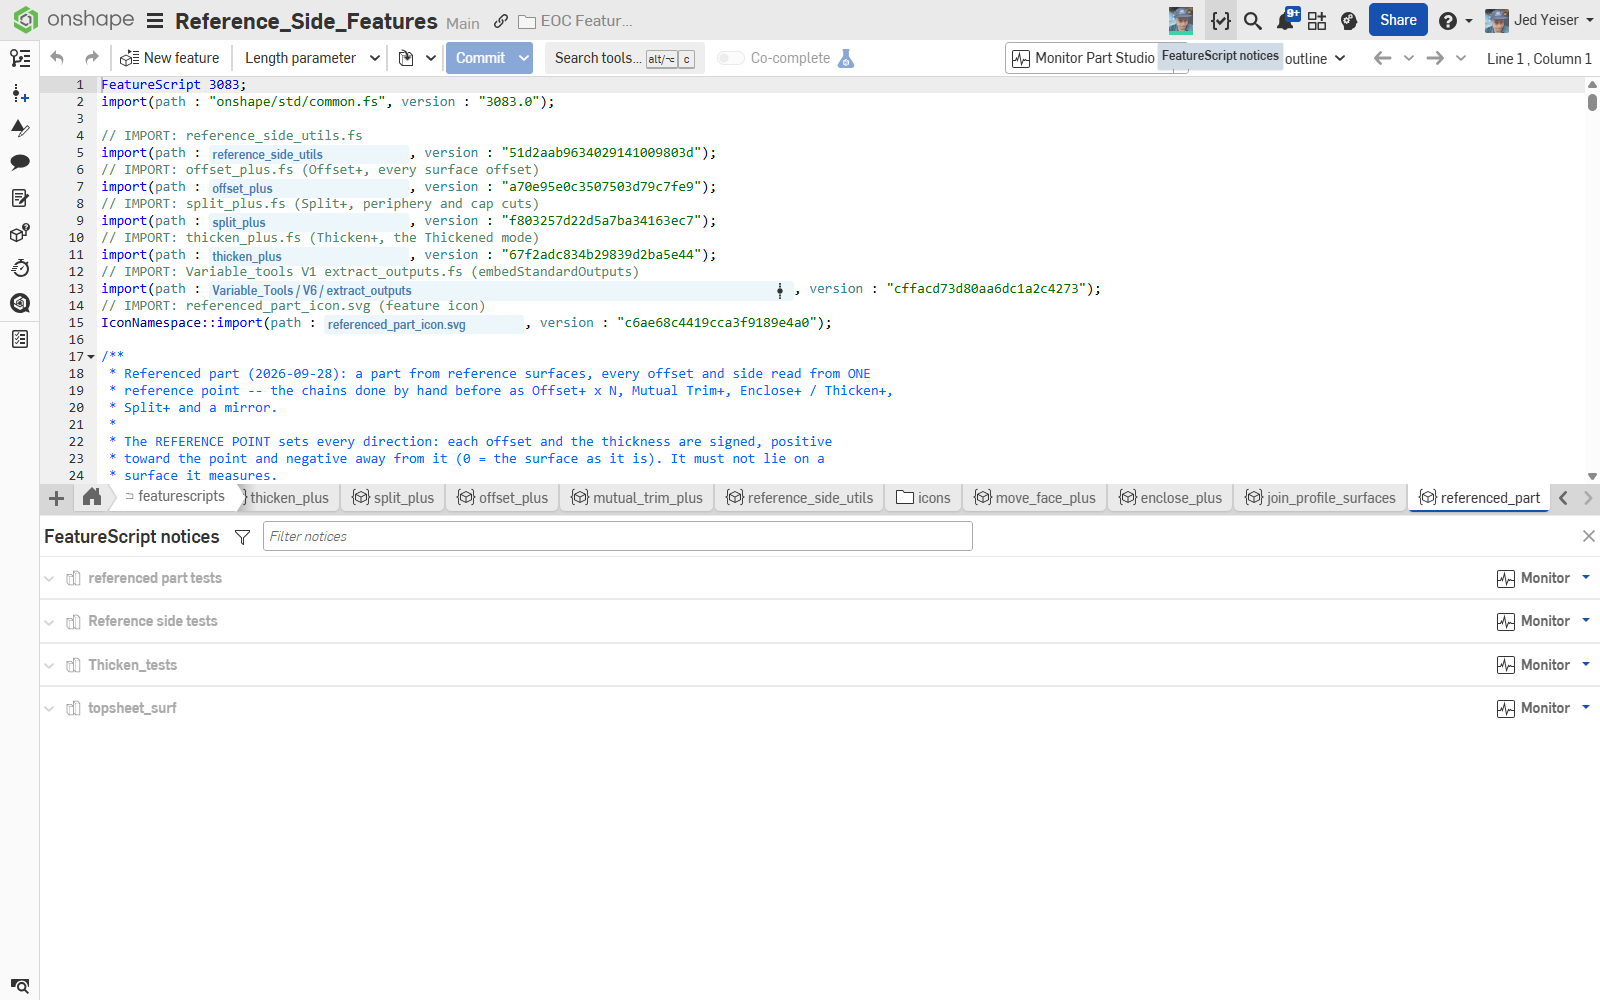 onshape Reference_Side_Features Main EOC Featur... 9+ Share Jed Yeiser
New feature Length parameter Commit Search tools... alt/⌥ c Co-complete Monitor Part Studio FeatureScript notices outline Line 1 , Column 1
1 FeatureScript 3083;
2 import(path : "onshape/std/common.fs", version : "3083.0");
3
4 // IMPORT: reference_side_utils.fs
5 import(path : reference_side_utils , version : "51d2aab9634029141009803d");
6 // IMPORT: offset_plus.fs (Offset+, every surface offset)
7 import(path : offset_plus , version : "a70e95e0c3507503d79c7fe9");
8 // IMPORT: split_plus.fs (Split+, periphery and cap cuts)
9 import(path : split_plus , version : "f803257d22d5a7ba34163ec7");
10 // IMPORT: thicken_plus.fs (Thicken+, the Thickened mode)
11 import(path : thicken_plus , version : "67f2adc834b29839d2ba5e44");
12 // IMPORT: Variable_tools V1 extract_outputs.fs (embedStandardOutputs)
13 import(path : Variable_Tools / V6 / extract_outputs , version : "cffacd73d80aa6dc1a2c4273");
14 // IMPORT: referenced_part_icon.svg (feature icon)
15 IconNamespace::import(path : referenced_part_icon.svg , version : "c6ae68c4419cca3f9189e4a0");
16
17 /**
18 * Referenced part (2026-09-28): a part from reference surfaces, every offset and side read from ONE
19 * reference point -- the chains done by hand before as Offset+ x N, Mutual Trim+, Enclose+ / Thicken+,
20 * Split+ and a mirror.
21 *
22 * The REFERENCE POINT sets every direction: each offset and the thickness are signed, positive
23 * toward the point and negative away from it (0 = the surface as it is). It must not lie on a
24 * surface it measures.
featurescripts thicken_plus split_plus offset_plus mutual_trim_plus reference_side_utils icons move_face_plus enclose_plus join_profile_surfaces referenced_part
FeatureScript notices Filter notices
referenced part tests Monitor
Reference side tests Monitor
Thicken_tests Monitor
topsheet_surf Monitor